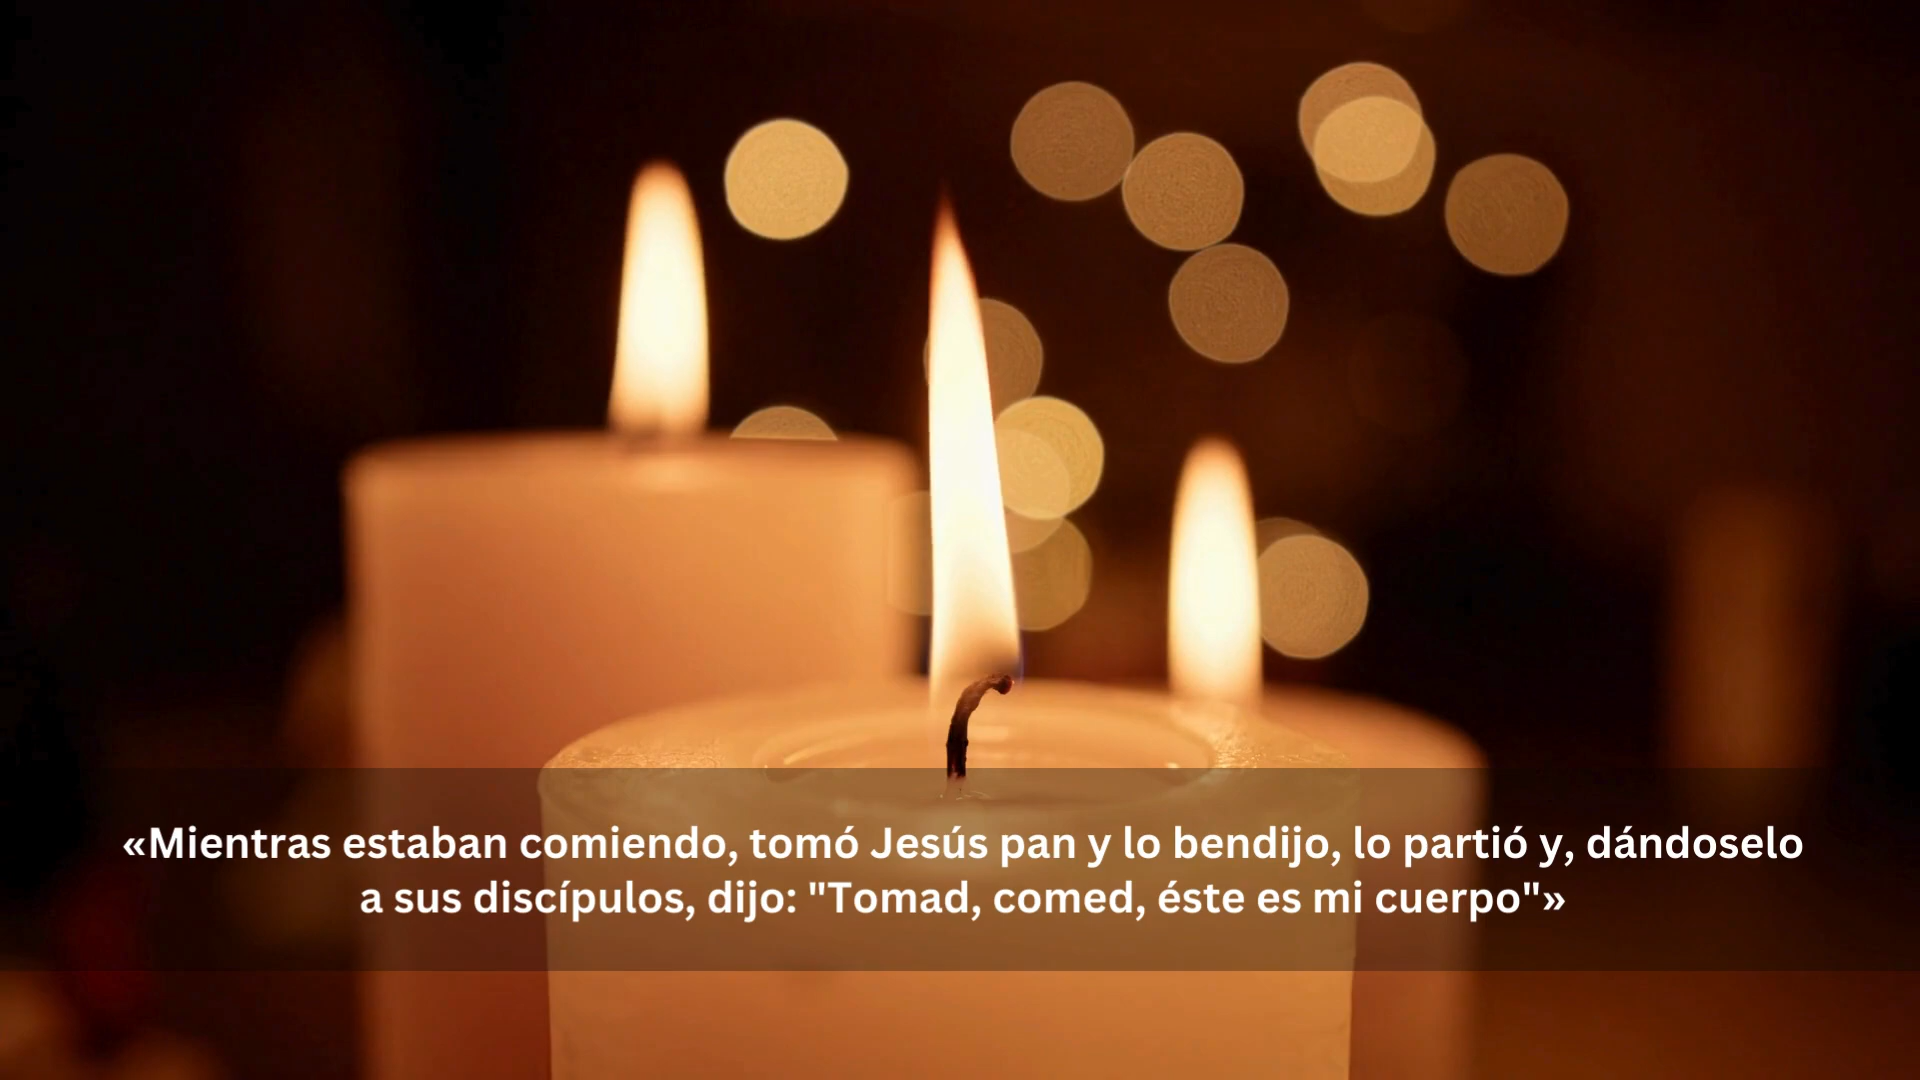 «Mientras estaban comiendo, tomó Jesús pan y lo bendijo, lo partió y, dándoselo
a sus discípulos, dijo: "Tomad, comed, éste es mi cuerpo"»